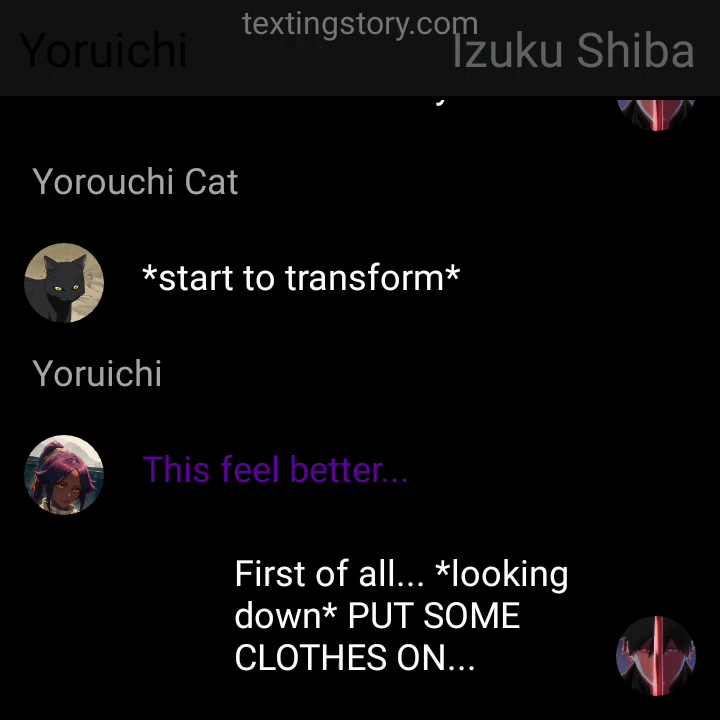 textingstory.com
Yoruichi
Izuku Shiba
Yorouchi Cat
*start to transform*
Yoruichi
This feel better...
First of all... *looking
down* PUT SOME
CLOTHES ON...